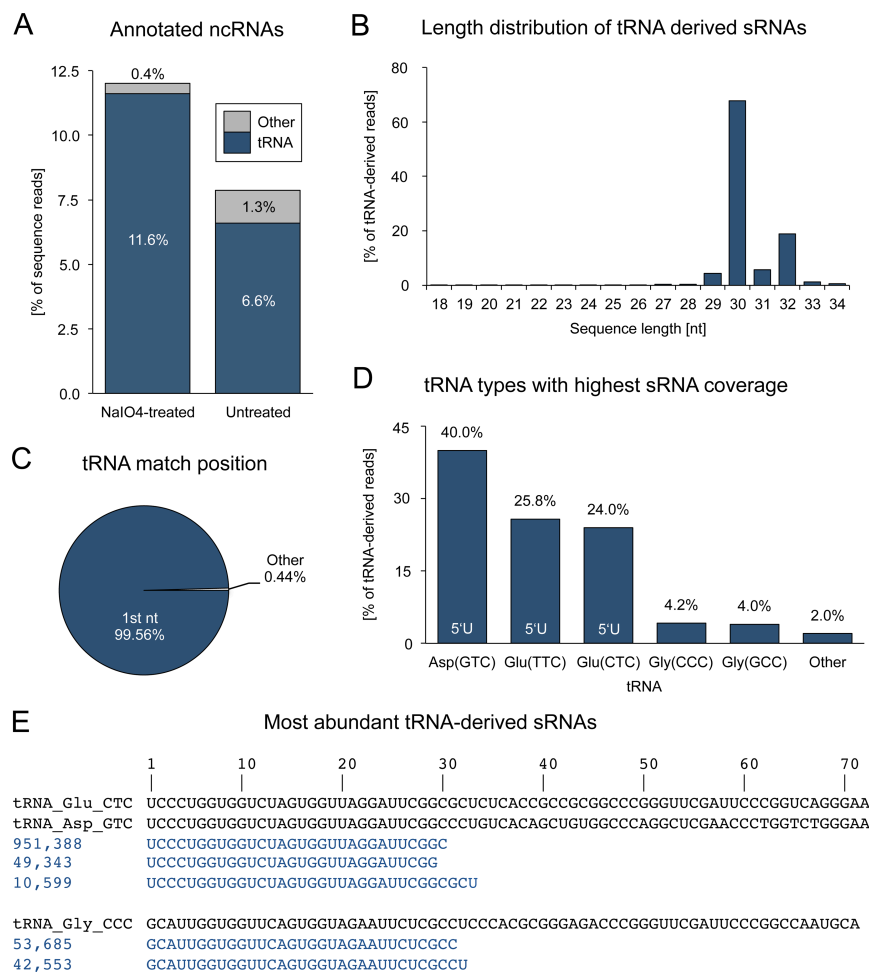 A
Annotated ncRNAs
[% of sequence reads]
12.5
10.0
7.5
5.0
2.5
0.0
0.4%
11.6%
1.3%
6.6%
Other
tRNA
NaIO4-treated
Untreated
B
Length distribution of tRNA derived sRNAs
[% of tRNA-derived reads]
80
60
40
20
0
18 19 20 21 22 23 24 25 26 27 28 29 30 31 32 33 34
Sequence length [nt]
C
tRNA match position
Other
0.44%
1st nt
99.56%
D
tRNA types with highest sRNA coverage
[% of tRNA-derived reads]
45
30
15
0
40.0%
25.8%
24.0%
4.2%
4.0%
2.0%
5‘U 5‘U 5‘U
Asp(GTC) Glu(TTC) Glu(CTC) Gly(CCC) Gly(GCC) Other
tRNA
E
Most abundant tRNA-derived sRNAs
1 10 20 30 40 50 60 70
tRNA_Glu_CTC UCCCUGGUGGUCUAGUGGUUAGGAUUCGGCGCUCUCACCGCCGCGGCCCGGGUUCGAUUCCCGGUCAGGGAA
tRNA_Asp_GTC UCCCUGGUGGUCUAGUGGUUAGGAUUCGGCCCUGUCACAGCUGUGGCCCAGGCUCGAACCCTGGTCTGGGAA
951,388 UCCCUGGUGGUCUAGUGGUUAGGAUUCGGC
49,343 UCCCUGGUGGUCUAGUGGUUAGGAUUCGG
10,599 UCCCUGGUGGUCUAGUGGUUAGGAUUCGGCGCU
tRNA_Gly_CCC GCAUUGGUGGUUCAGUGGUAGAAUUCUCGCCUCCCACGCGGGAGACCCGGGUUCGAUUCCCGGCCAAUGCA
53,685 GCAUUGGUGGUUCAGUGGUAGAAUUCUCGCC
42,553 GCAUUGGUGGUUCAGUGGUAGAAUUCUCGCCU